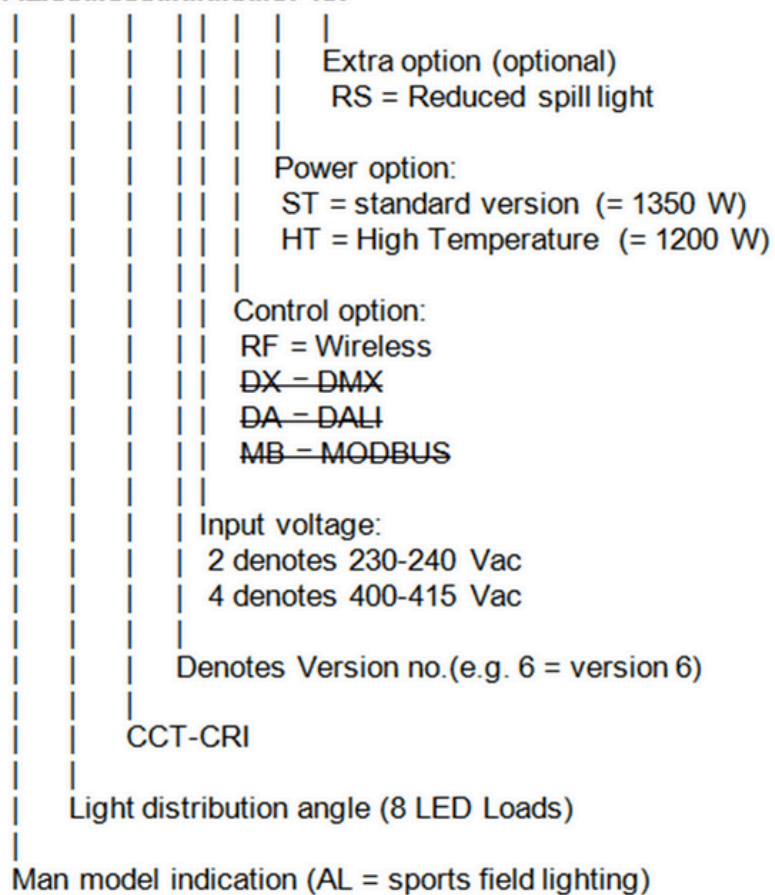 Extra option (optional)
RS = Reduced spill light
Power option:
ST = standard version (= 1350 W)
HT = High Temperature (= 1200 W)
Control option:
RF = Wireless
DX = DMX
DA = DALI
MB = MODBUS
Input voltage:
2 denotes 230-240 Vac
4 denotes 400-415 Vac
Denotes Version no.(e.g. 6 = version 6)
CCT-CRI
Light distribution angle (8 LED Loads)
Man model indication (AL = sports field lighting)